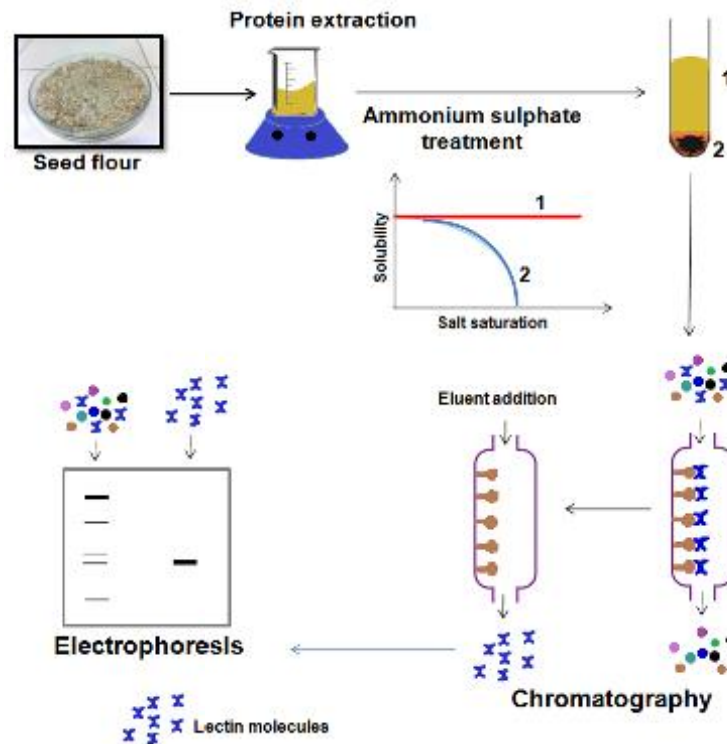 Protein extraction
Seed flour
Ammonium sulphate
treatment
1
2
1
2
Solubility
Salt saturation
Eluent addition
Electrophoresis
Chromatography
Lectin molecules